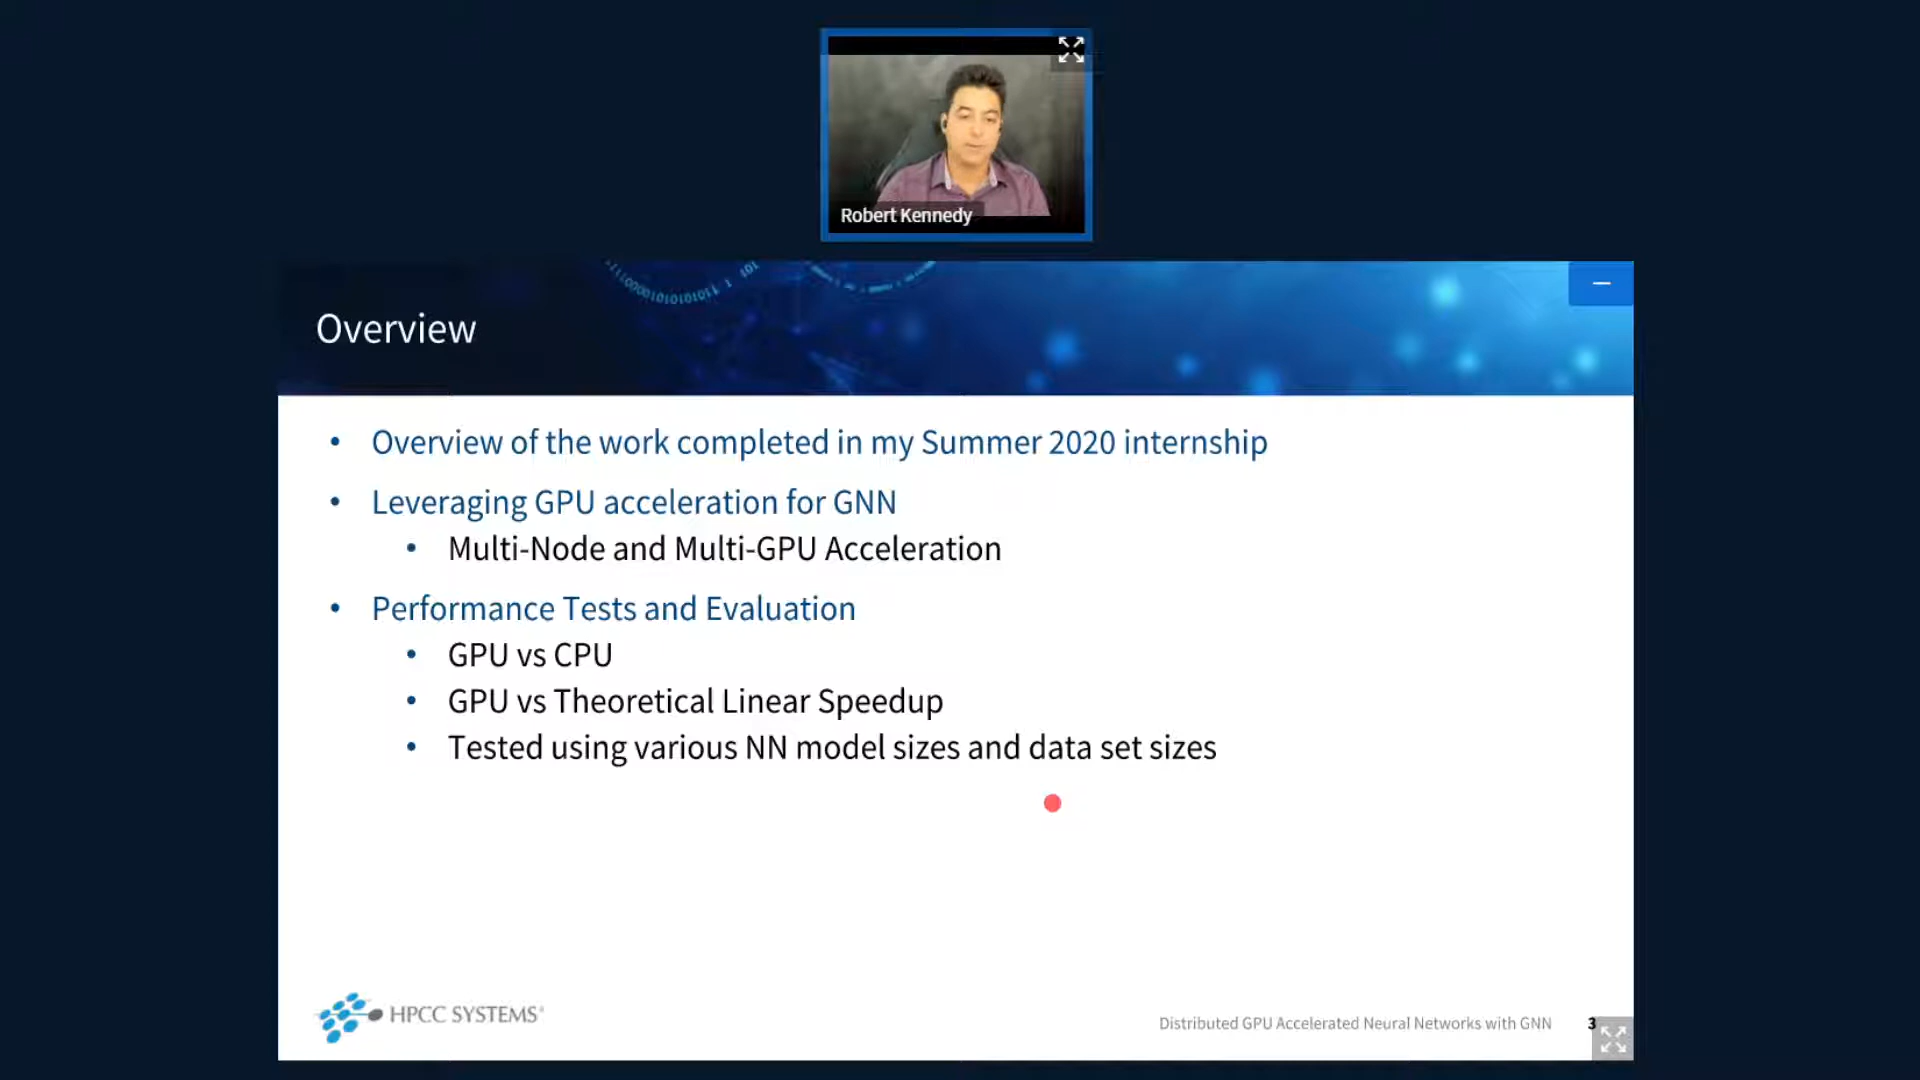 Robert Kennedy
Overview
• Overview of the work completed in my Summer 2020 internship
• Leveraging GPU acceleration for GNN
• Multi-Node and Multi-GPU Acceleration
• Performance Tests and Evaluation
• GPU vs CPU
• GPU vs Theoretical Linear Speedup
• Tested using various NN model sizes and data set sizes
HPCC SYSTEMS®
Distributed GPU Accelerated Neural Networks with GNN 3